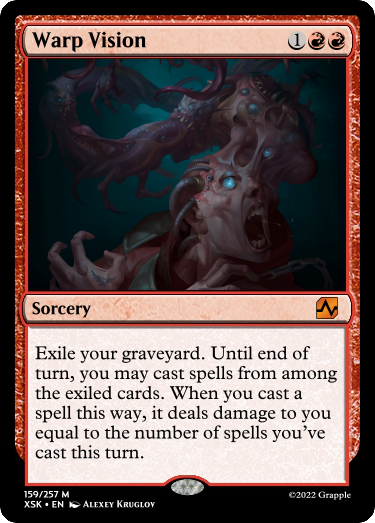 Warp Vision 1
Sorcery
Exile your graveyard. Until end of
turn, you may cast spells from among
the exiled cards. When you cast a
spell this way, it deals damage to you
equal to the number of spells you've
cast this turn.
159/257 M
XSK • EN Alexey Kruglov
©2022 Grapple